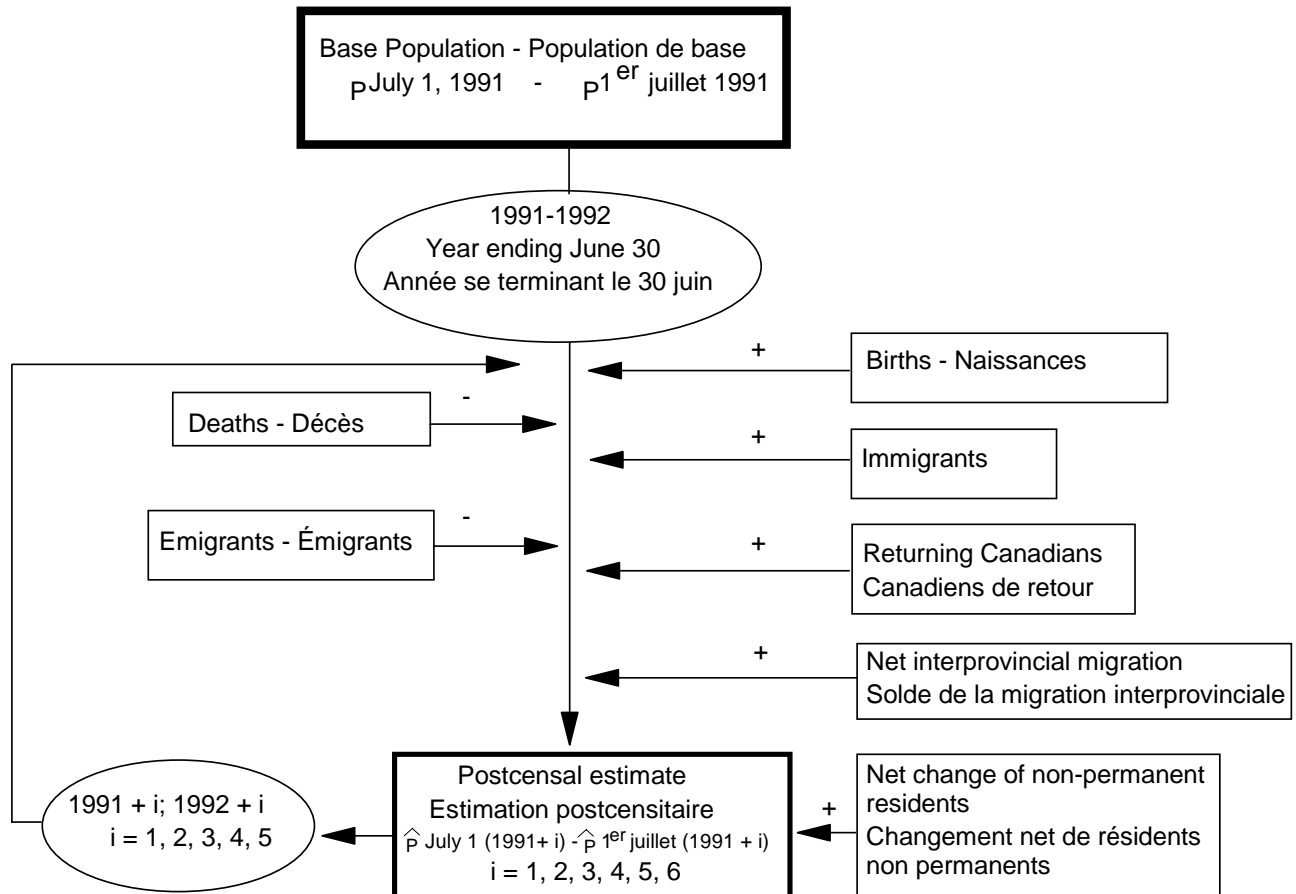 Base Population - Population de base
P July 1, 1991 - P 1er juillet 1991
1991-1992
Year ending June 30
Année se terminant le 30 juin
+
Births - Naissances
-
Deaths - Décès
+
Immigrants
-
Emigrants - Émigrants
+
Returning Canadians
Canadiens de retour
+
Net interprovincial migration
Solde de la migration interprovinciale
Postcensal estimate
Estimation postcensitaire
P̂ July 1 (1991+ i) - P̂ 1er juillet (1991 + i)
i = 1, 2, 3, 4, 5, 6
+
Net change of non-permanent
residents
Changement net de résidents
non permanents
1991 + i; 1992 + i
i = 1, 2, 3, 4, 5